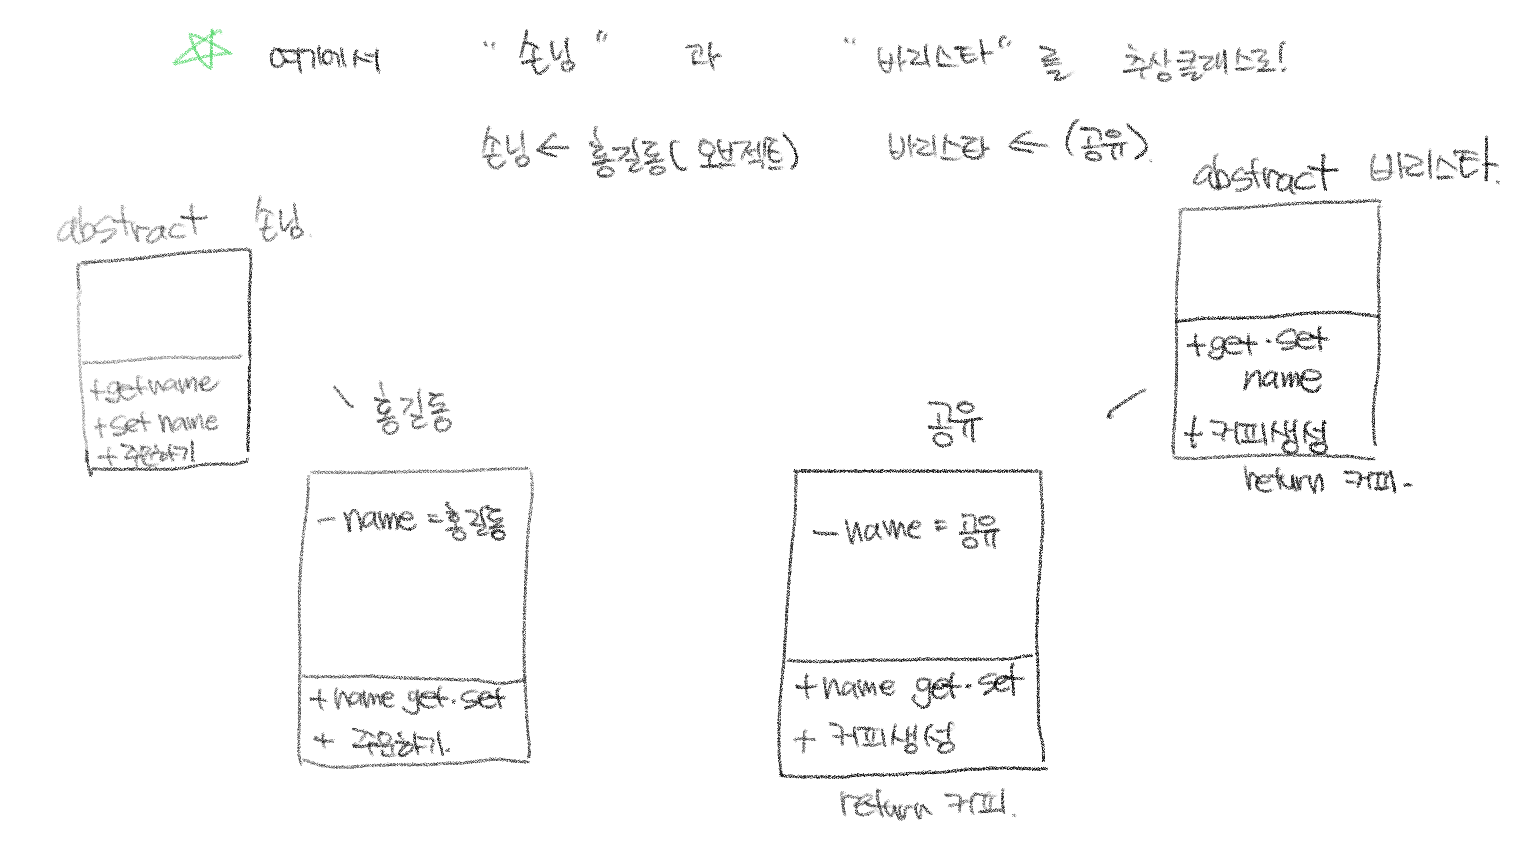 여기에서 "손님" 과 "바리스타"를 추상클래스로!
손님 ← 홍길동(오브젝트) 바리스타 ← (공유).
abstract 손님.
+getname
+set name
+주문하기
홍길동
- name = 홍길동
+name get.set
+ 주문하기.
공유
- name = 공유
+name get.set
+ 커피생성
return 커피.
abstract 바리스타.
+get.set
name
+커피생성
return 커피.